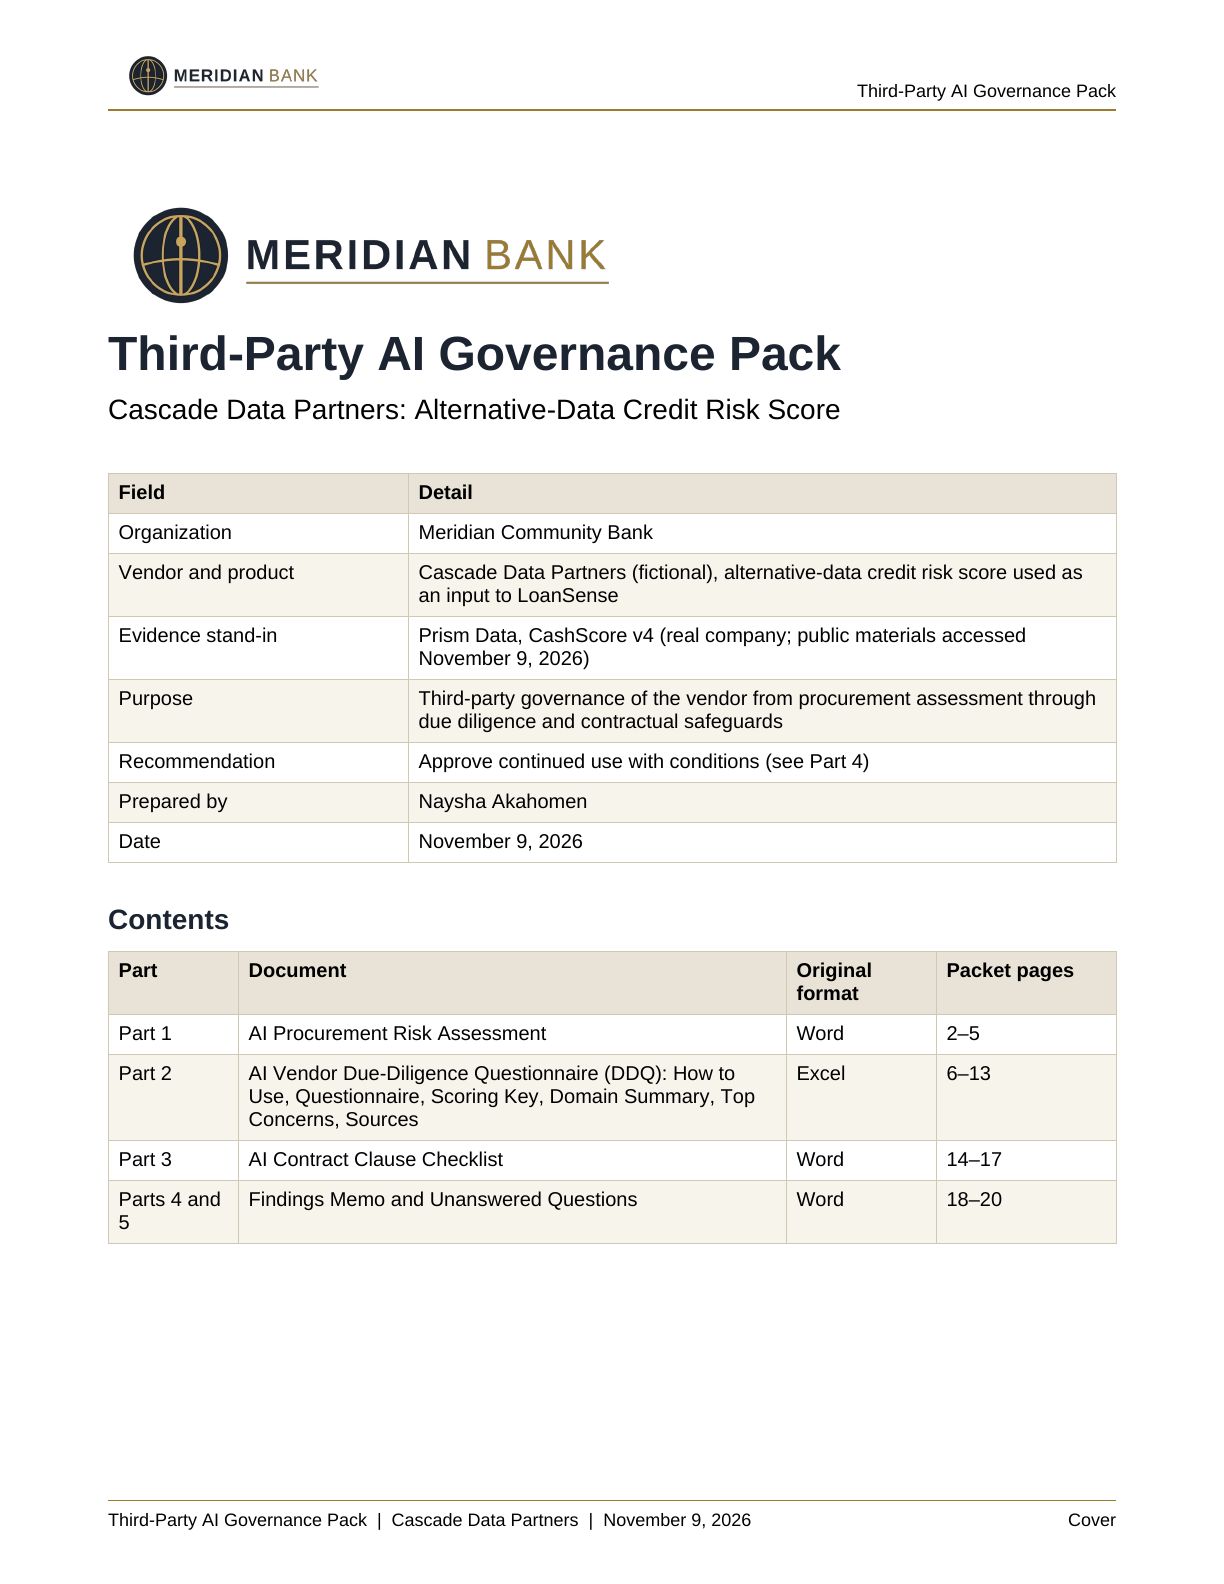 MERIDIAN BANK
Third-Party AI Governance Pack
MERIDIAN BANK
Third-Party AI Governance Pack
Cascade Data Partners: Alternative-Data Credit Risk Score
Field Detail
Organization Meridian Community Bank
Vendor and product Cascade Data Partners (fictional), alternative-data credit risk score used as
an input to LoanSense
Evidence stand-in Prism Data, CashScore v4 (real company; public materials accessed
November 9, 2026)
Purpose Third-party governance of the vendor from procurement assessment through
due diligence and contractual safeguards
Recommendation Approve continued use with conditions (see Part 4)
Prepared by Naysha Akahomen
Date November 9, 2026
Contents
Part Document Original Packet pages
format
Part 1 AI Procurement Risk Assessment Word 2–5
Part 2 AI Vendor Due-Diligence Questionnaire (DDQ): How to Excel 6–13
Use, Questionnaire, Scoring Key, Domain Summary, Top
Concerns, Sources
Part 3 AI Contract Clause Checklist Word 14–17
Parts 4 and Findings Memo and Unanswered Questions Word 18–20
5
Third-Party AI Governance Pack | Cascade Data Partners | November 9, 2026 Cover